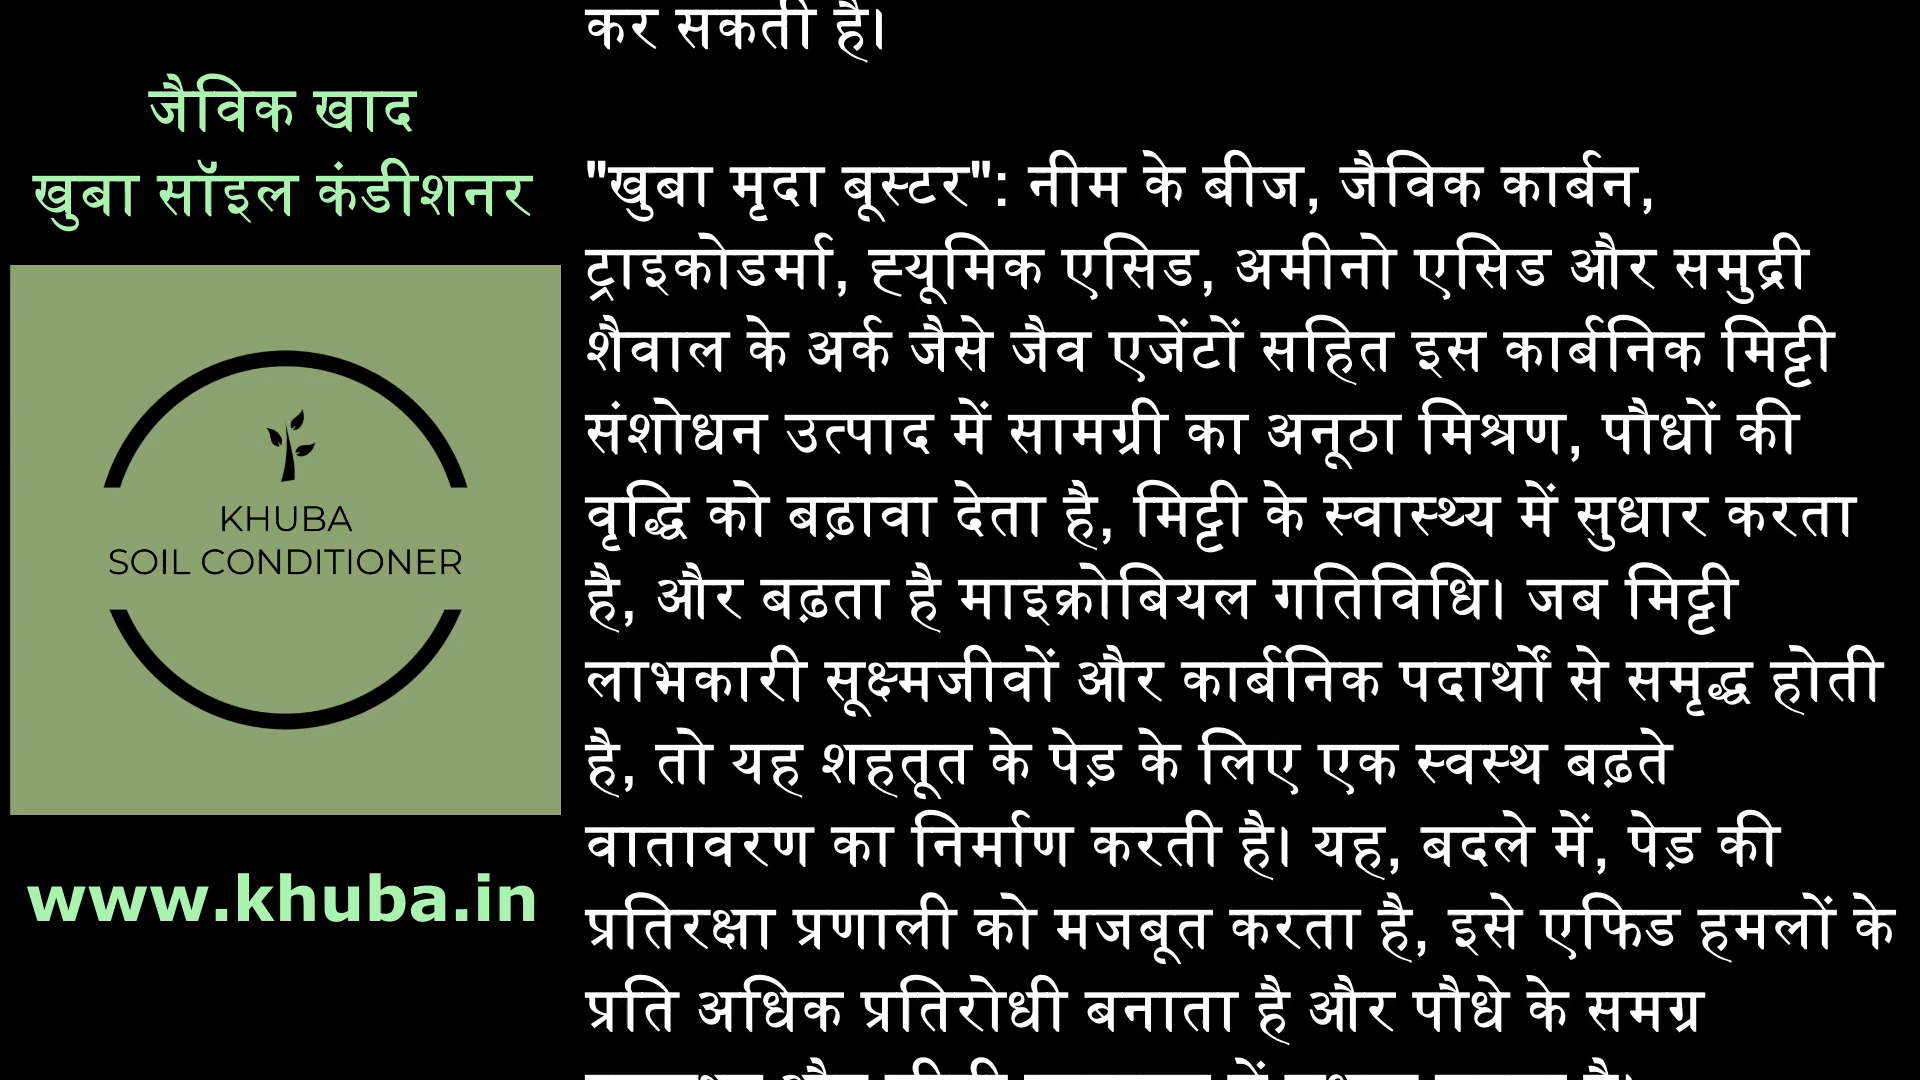 जैविक खाद
खुबा सॉइल कंडीशनर
KHUBA
SOIL CONDITIONER
www.khuba.in
कर सकती है।
"खुबा मृदा बूस्टर": नीम के बीज, जैविक कार्बन,
ट्राइकोडर्मा, ह्यूमिक एसिड, अमीनो एसिड और समुद्री
शैवाल के अर्क जैसे जैव एजेंटों सहित इस कार्बनिक मिट्टी
संशोधन उत्पाद में सामग्री का अनूठा मिश्रण, पौधों की
वृद्धि को बढ़ावा देता है, मिट्टी के स्वास्थ्य में सुधार करता
है, और बढ़ता है माइक्रोबियल गतिविधि। जब मिट्टी
लाभकारी सूक्ष्मजीवों और कार्बनिक पदार्थों से समृद्ध होती
है, तो यह शहतूत के पेड़ के लिए एक स्वस्थ बढ़ते
वातावरण का निर्माण करती है। यह, बदले में, पेड़ की
प्रतिरक्षा प्रणाली को मजबूत करता है, इसे एफिड हमलों के
प्रति अधिक प्रतिरोधी बनाता है और पौधे के समग्र